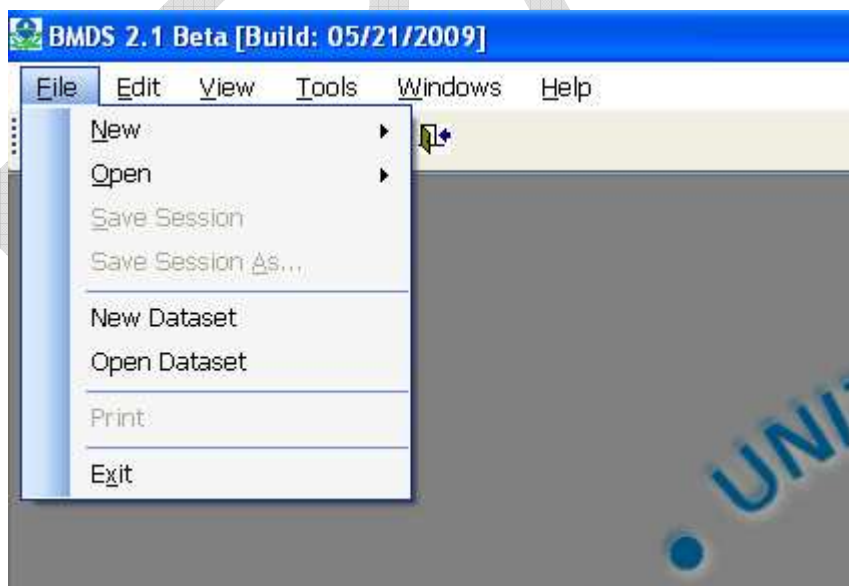 BMDS 2.1 Beta [Build: 05/21/2009]
File Edit View Tools Windows Help
New
Open
Save Session
Save Session As...
New Dataset
Open Dataset
Print
Exit
• UNI